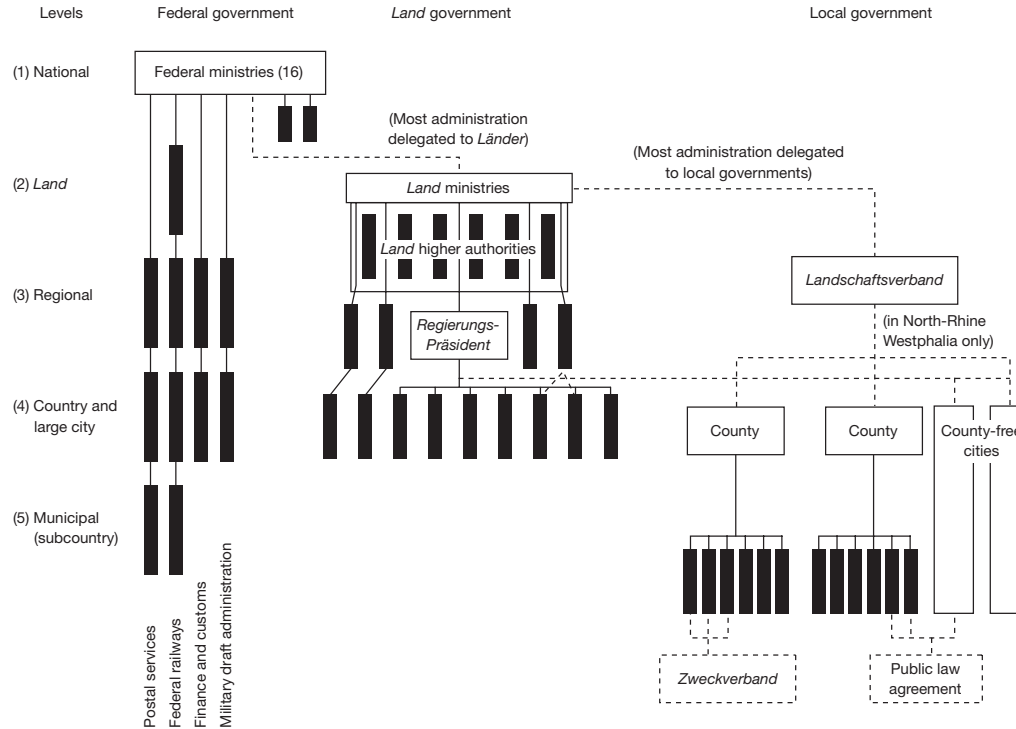 Levels
Federal government
Land government
Local government
(1) National
Federal ministries (16)
(Most administration
delegated to Länder)
(Most administration delegated
to local governments)
(2) Land
Land ministries
Land higher authorities
(3) Regional
Landschaftsverband
Regierungs-
Präsident
(in North-Rhine
Westphalia only)
(4) Country and
large city
County
County
County-free
cities
(5) Municipal
(subcountry)
Postal services
Federal railways
Finance and customs
Military draft administration
Zweckverband
Public law
agreement